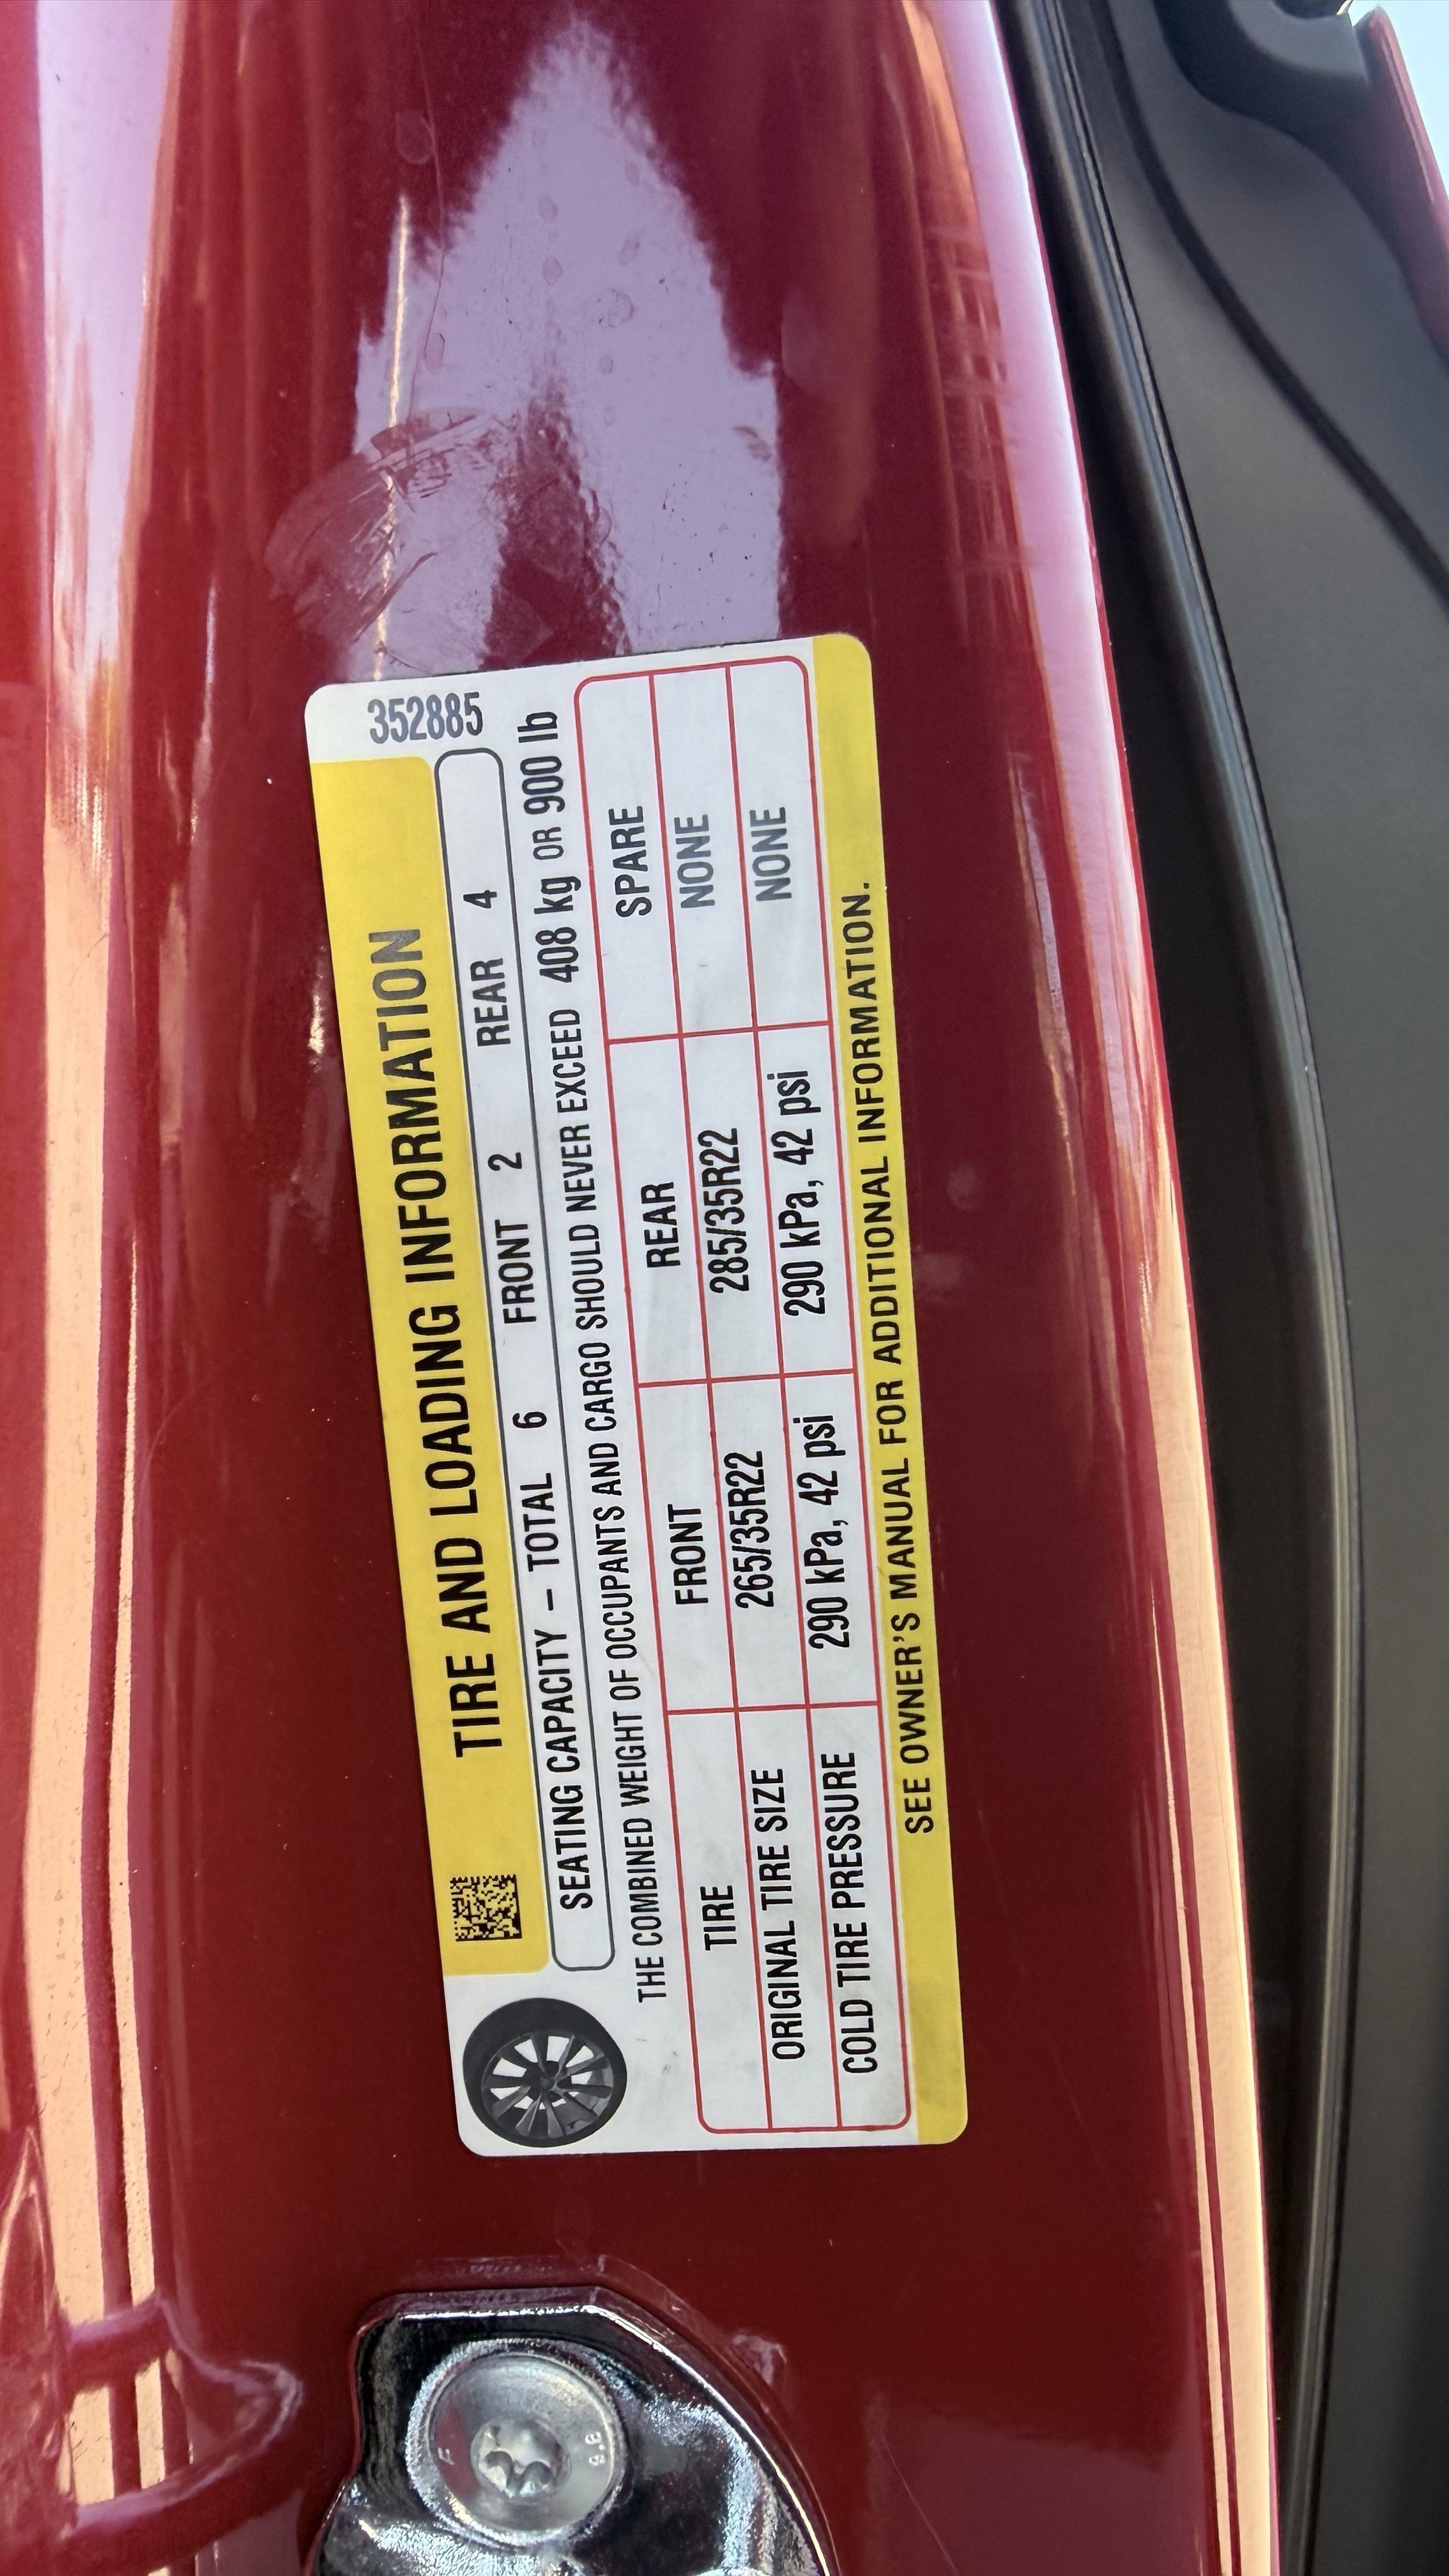 352885
TIRE AND LOADING INFORMATION
SEATING CAPACITY – TOTAL 6 FRONT 2 REAR 4
THE COMBINED WEIGHT OF OCCUPANTS AND CARGO SHOULD NEVER EXCEED 408 kg OR 900 lb
TIRE FRONT REAR SPARE
ORIGINAL TIRE SIZE 265/35R22 285/35R22 NONE
COLD TIRE PRESSURE 290 kPa, 42 psi 290 kPa, 42 psi NONE
SEE OWNER'S MANUAL FOR ADDITIONAL INFORMATION.